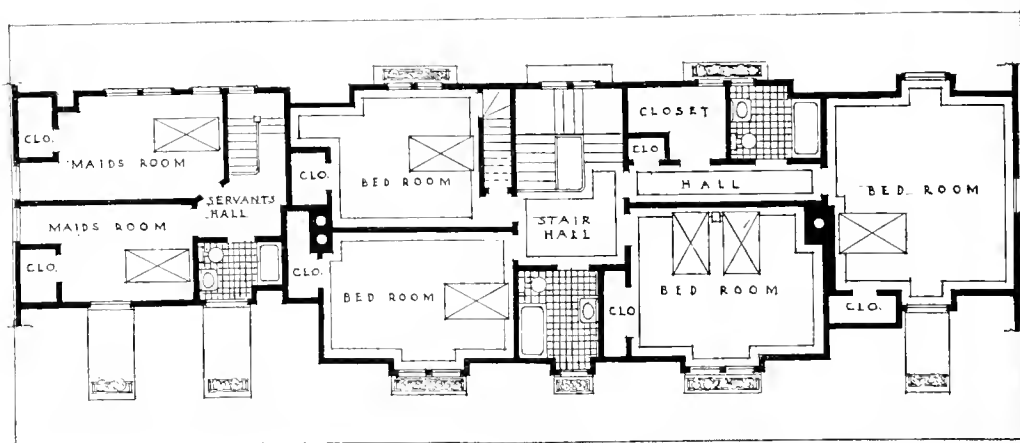 CLO.
MAIDS ROOM
SERVANTS
HALL
MAIDS ROOM
CLO.
CLO.
BED ROOM
CLO.
BED ROOM
STAIR
HALL
CLOSET
CLO
HALL
BED ROOM
CLO
BED ROOM
CLO.